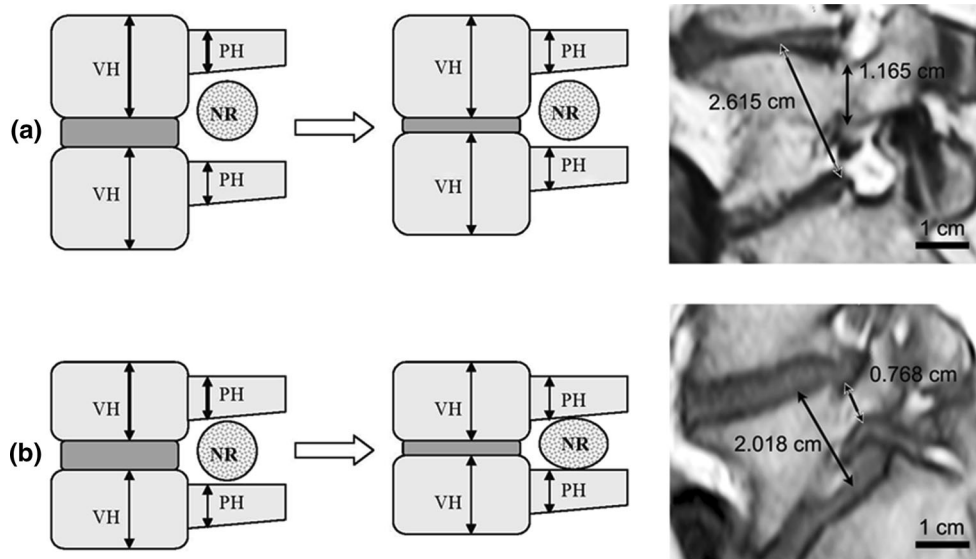 (a)
VH
PH
NR
VH
PH
VH
PH
NR
VH
PH
2.615 cm
1.165 cm
1 cm
(b)
VH
PH
NR
VH
PH
VH
PH
NR
VH
PH
2.018 cm
0.768 cm
1 cm